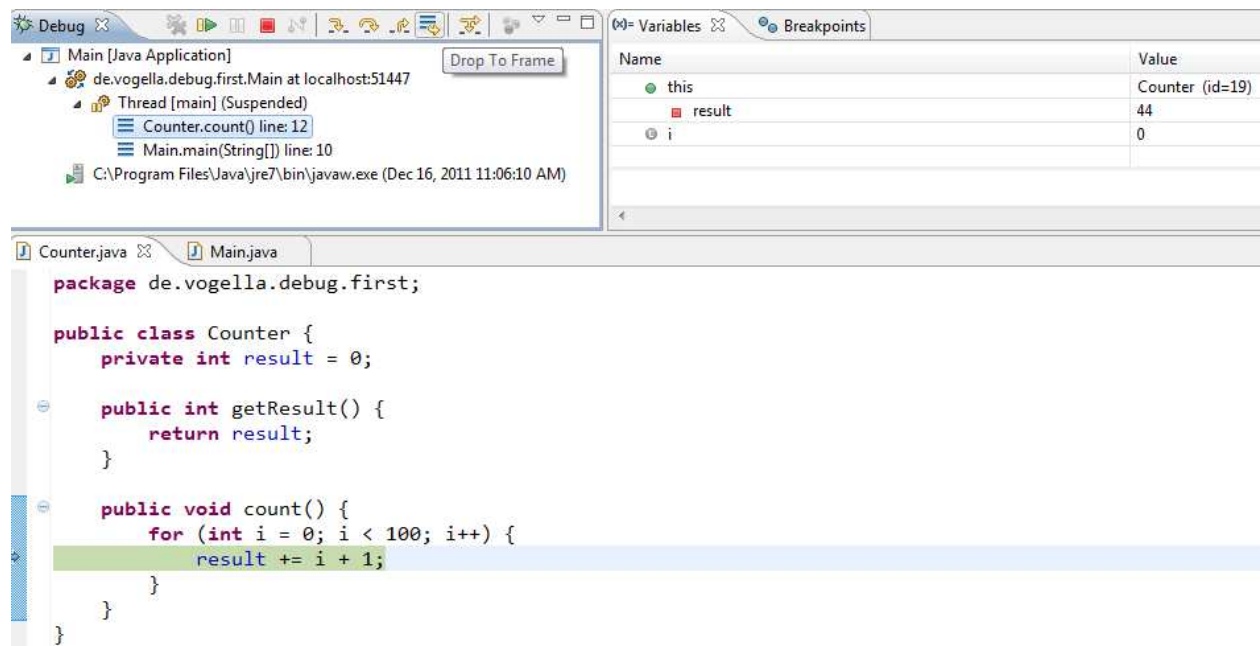 Debug
Drop To Frame
Main [Java Application]
de.vogella.debug.first.Main at localhost:51447
Thread [main] (Suspended)
Counter.count() line: 12
Main.main(String[]) line: 10
C:\Program Files\Java\jre7\bin\javaw.exe (Dec 16, 2011 11:06:10 AM)
(x)= Variables
Breakpoints
Name Value
this Counter (id=19)
result 44
i 0
Counter.java
Main.java
package de.vogella.debug.first;
public class Counter {
private int result = 0;
public int getResult() {
return result;
}
public void count() {
for (int i = 0; i < 100; i++) {
result += i + 1;
}
}
}